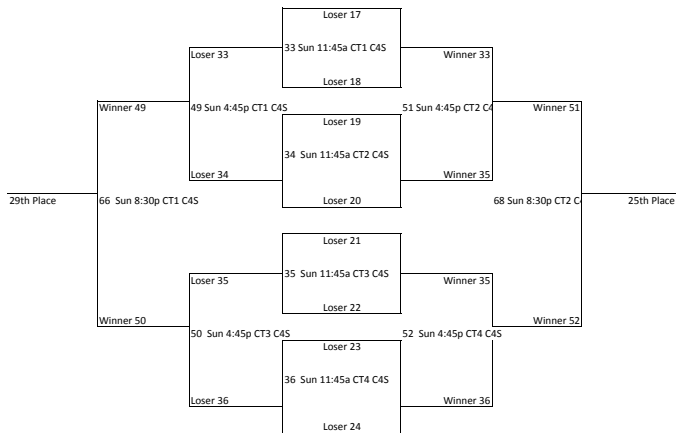 Loser 17
33 Sun 11:45a CT1 C4S
Loser 33
Winner 33
Loser 18
Winner 49
49 Sun 4:45p CT1 C4S
51 Sun 4:45p CT2 C4
Winner 51
Loser 19
34 Sun 11:45a CT2 C4S
Loser 34
Winner 35
29th Place
66 Sun 8:30p CT1 C4S
Loser 20
68 Sun 8:30p CT2 C
25th Place
Loser 21
35 Sun 11:45a CT3 C4S
Loser 35
Winner 35
Loser 22
Winner 50
Winner 52
50 Sun 4:45p CT3 C4S
52 Sun 4:45p CT4 C4S
Loser 23
36 Sun 11:45a CT4 C4S
Loser 36
Winner 36
Loser 24